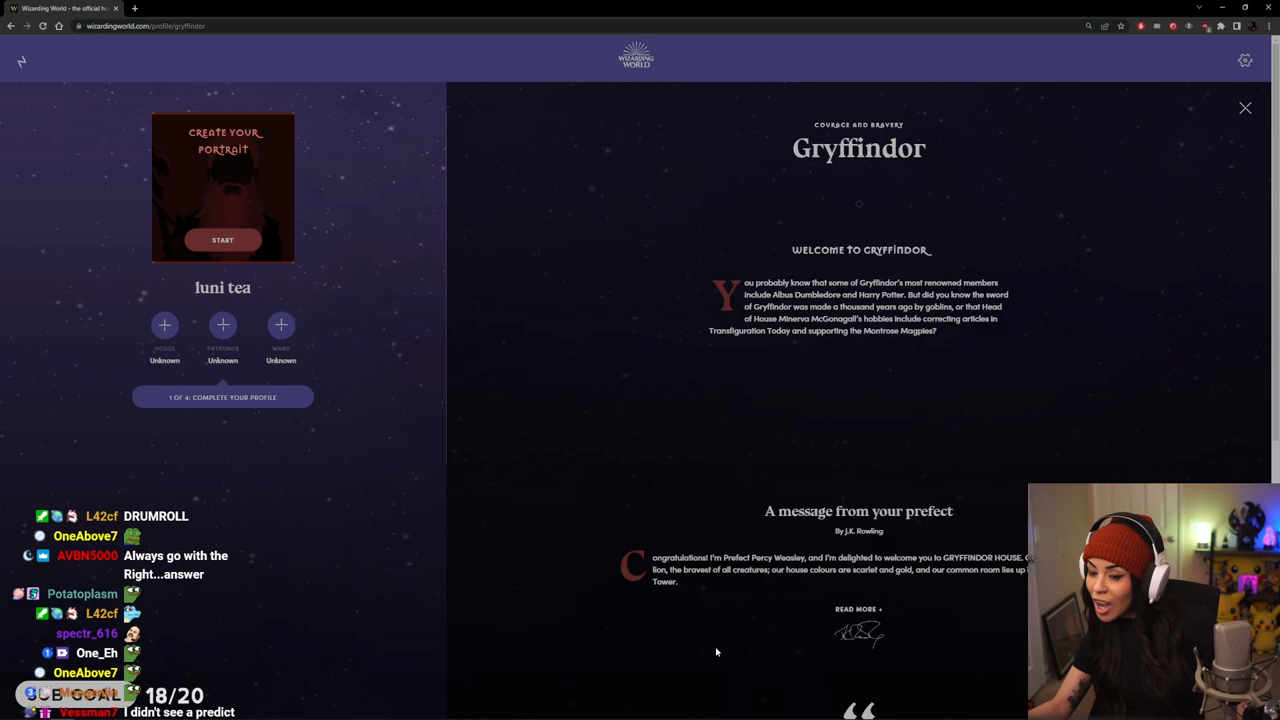 Wizarding World - the official ho
wizardingworld.com/profile/gryffindor
WIZARDING
WORLD
CREATE YOUR
PORTRAIT
START
luni tea
HOUSE
PATRONUS
WAND
Unknown
Unknown
Unknown
1 OF 4: COMPLETE YOUR PROFILE
COURAGE AND BRAVERY
Gryffindor
WELCOME TO GRYFFINDOR
You probably know that some of Gryffindor's most renowned members
include Albus Dumbledore and Harry Potter. But did you know the sword
of Gryffindor was made a thousand years ago by goblins, or that Head
of House Minerva McGonagall's hobbies include correcting articles in
Transfiguration Today and supporting the Montrose Magpies?
A message from your prefect
By J.K. Rowling
Congratulations! I'm Prefect Percy Weasley, and I'm delighted to welcome you to GRYFFINDOR HOUSE.
lion, the bravest of all creatures; our house colours are scarlet and gold, and our common room lies up
Tower.
READ MORE +
L42cf DRUMROLL
OneAbove7
AVBN5000 Always go with the
Right...answer
Potatoplasm
L42cf
spectr_616
One_Eh
OneAbove7
SUB GOAL 18/20
Vessman7 I didn't see a predict